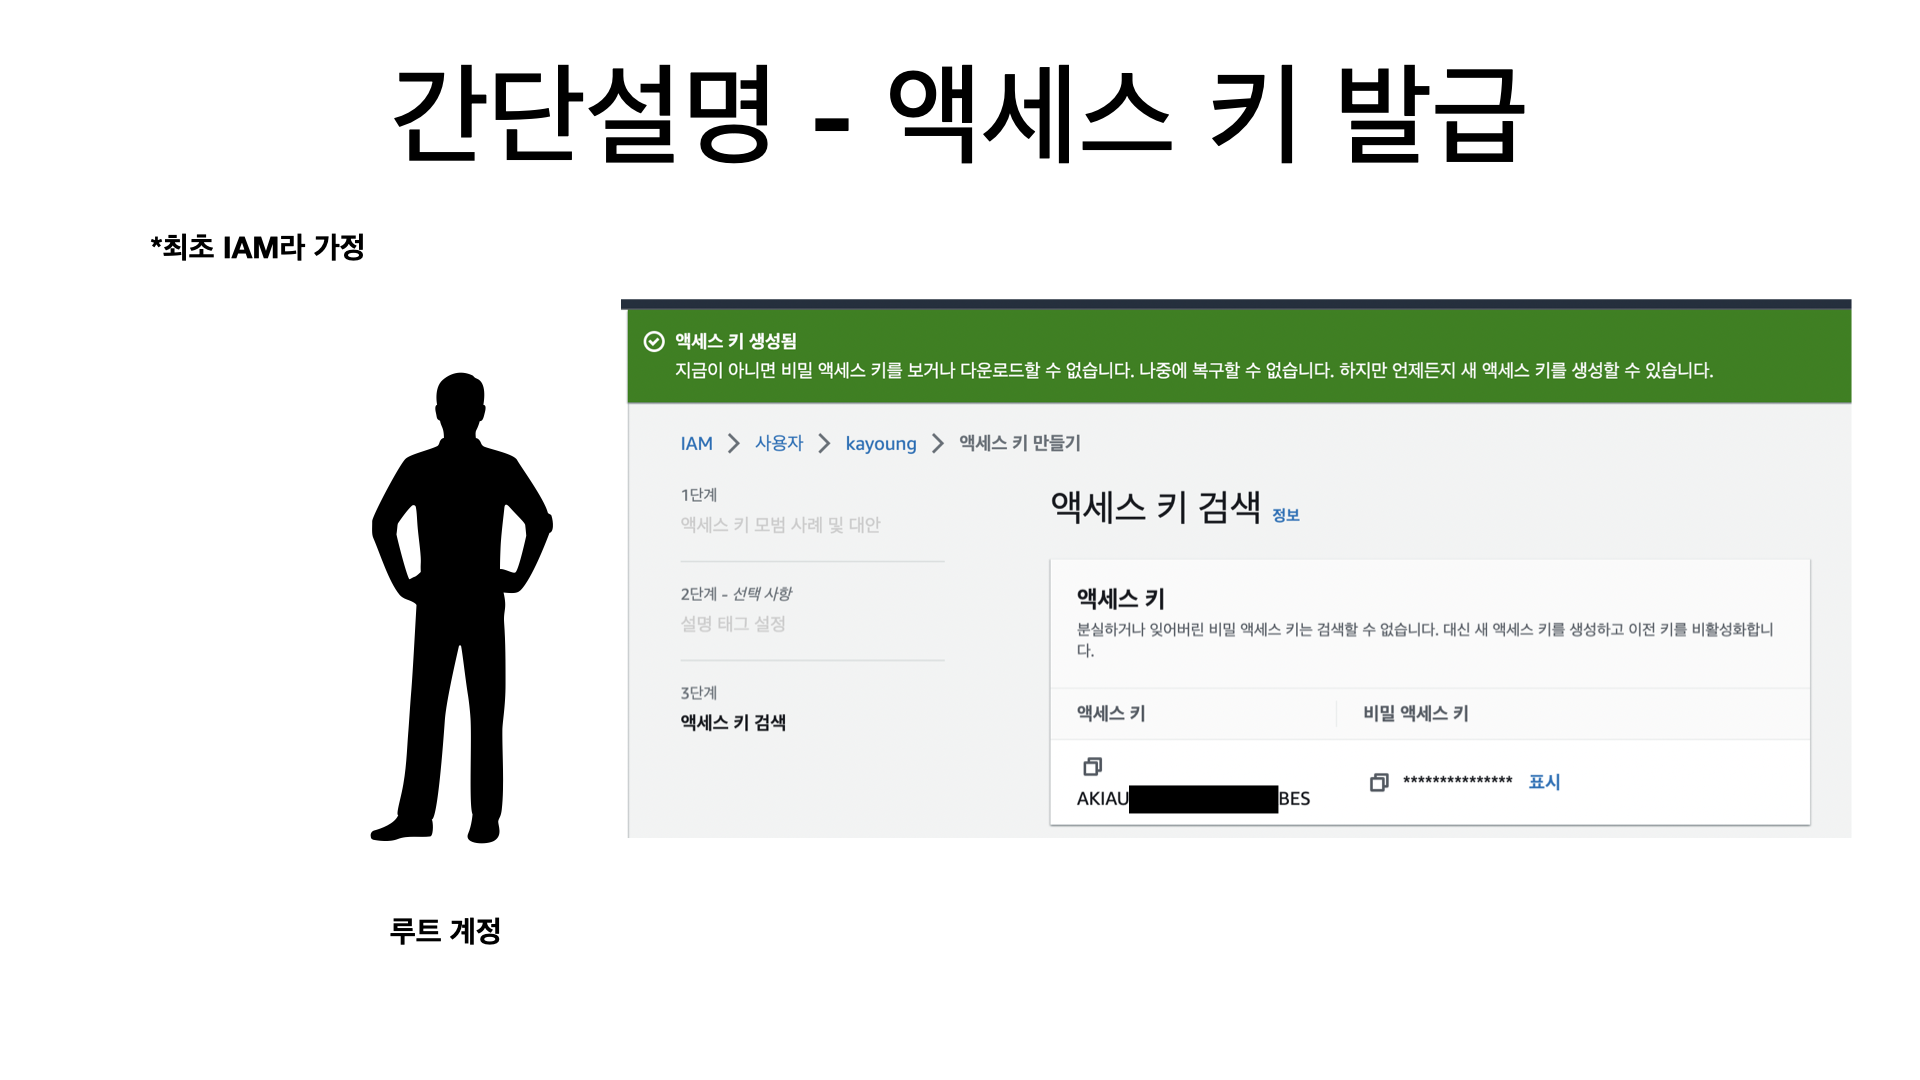 간단설명 - 액세스 키 발급
*최초 IAM라 가정
액세스 키 생성됨
지금이 아니면 비밀 액세스 키를 보거나 다운로드할 수 없습니다. 나중에 복구할 수 없습니다. 하지만 언제든지 새 액세스 키를 생성할 수 있습니다.
IAM > 사용자 > kayoung > 액세스 키 만들기
1단계
액세스 키 모범 사례 및 대안
2단계 - 선택 사항
설명 태그 설정
3단계
액세스 키 검색
액세스 키 검색 정보
액세스 키
분실하거나 잊어버린 비밀 액세스 키는 검색할 수 없습니다. 대신 새 액세스 키를 생성하고 이전 키를 비활성화합니
다.
액세스 키 비밀 액세스 키
AKIAU BES
*************** 표시
루트 계정